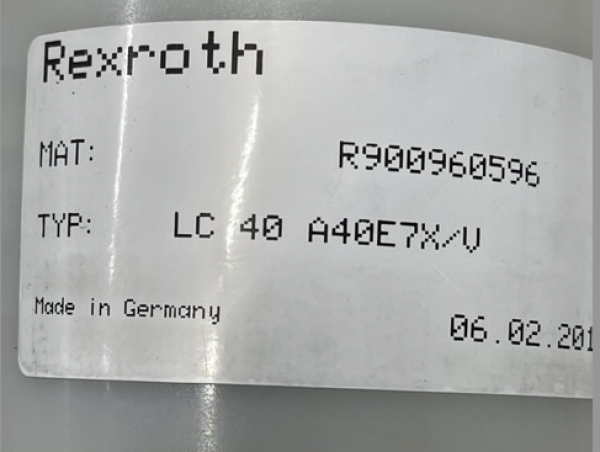 Rexroth
MAT: R900960596
TYP: LC 40 A40E7X/V
Made in Germany
06.02.201